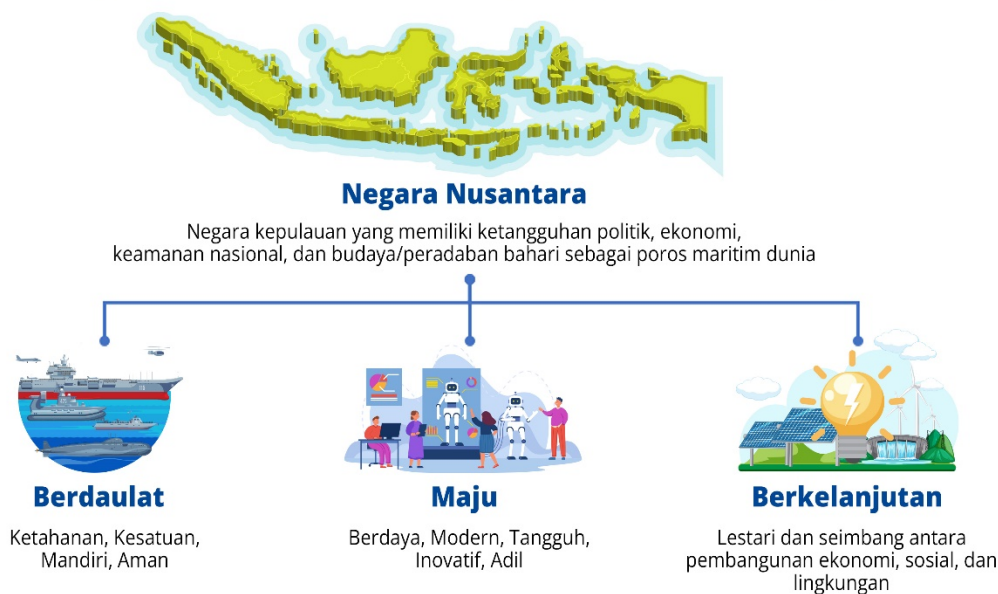 Negara Nusantara
Negara kepulauan yang memiliki ketangguhan politik, ekonomi,
keamanan nasional, dan budaya/peradaban bahari sebagai poros maritim dunia
Berdaulat
Ketahanan, Kesatuan,
Mandiri, Aman
Maju
Berdaya, Modern, Tangguh,
Inovatif, Adil
Berkelanjutan
Lestari dan seimbang antara
pembangunan ekonomi, sosial, dan
lingkungan